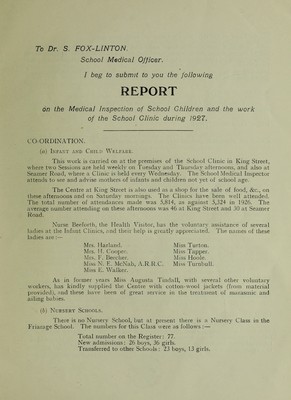 To Dr. S. FOX-LINTON.
School Medical Officer.
I beg to submit to you the following
REPORT
on the Medical Inspection of School Children and the work
of the School Clinic during 1927.
CO-ORDINATION.
(a) INFANT AND CHILD WELFARE.
This work is carried on at the premises of the School Clinic in King Street,
where two Sessions are held weekly on Tuesday and Thursday afternoons, and also at
Seamer Road, where a Clinic is held every Wednesday. The School Medical Inspector
attends to see and advise mothers of infants and children not yet of school age.
The Centre at King Street is also used as a shop for the sale of food, &c., on
these afternoons and on Saturday mornings. The Clinics have been well attended.
The total number of attendances made was 3,814, as against 3,324 in 1926. The
average number attending on these afternoons was 46 at King Street and 30 at Seamer
Road.
Nurse Beeforth, the Health Visitor, has the voluntary assistance of several
ladies at the Infant Clinics, and their help is greatly appreciated. The names of these
ladies are :—
Mrs. Harland.
Mrs. H. Cooper.
Mrs. F. Beecher.
Miss N. E. McNab, A.R.R.C.
Miss E. Walker.
Miss Turton.
Miss Tapper.
Miss Horde.
Miss Turnbull.
As in former years Miss Augusta Tindall, with several other voluntary
workers, has kindly supplied the Centre with cotton-wool jackets (from material
provided), and these have been of great service in the treatment of marasmic and
ailing babies.
(b) NURSERY SCHOOLS.
There is no Nursery School, but at present there is a Nursery Class in the
Friarage School. The numbers for this Class were as follows :—
Total number on the Register: 77.
New admissions: 26 boys, 36 girls.
Transferred to other Schools: 23 boys, 13 girls.